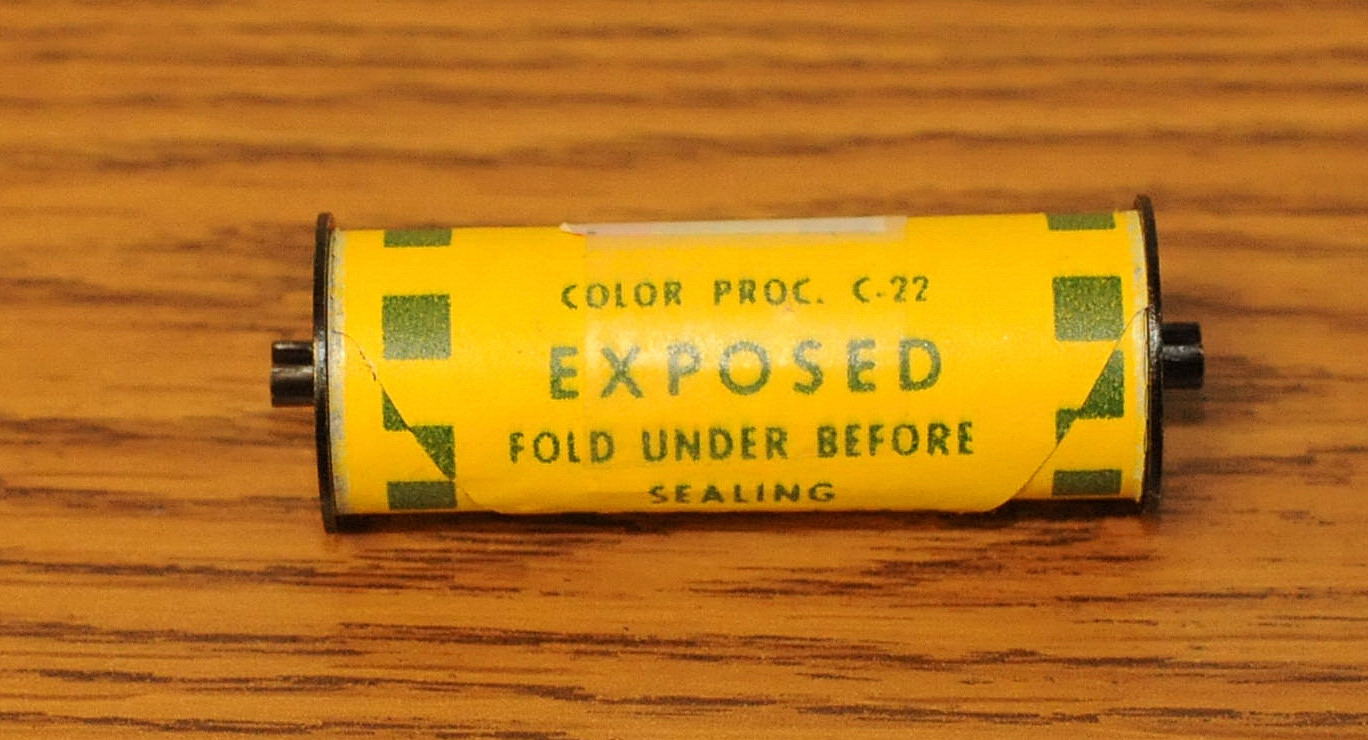 COLOR PROC. C-22
EXPOSED
FOLD UNDER BEFORE
SEALING